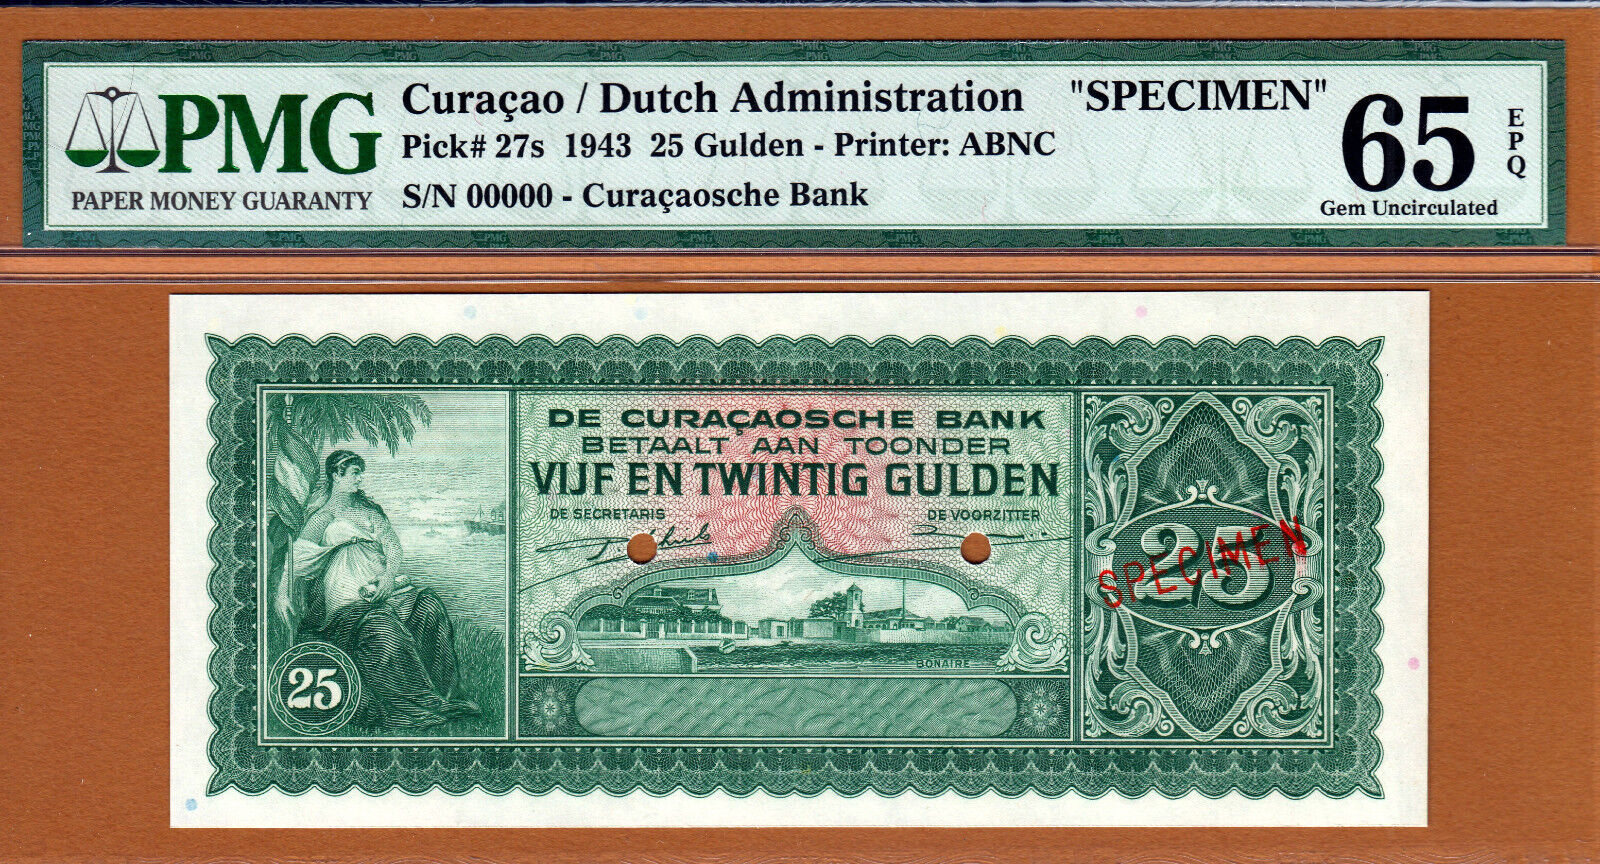 PMG
PAPER MONEY GUARANTY
Curaçao / Dutch Administration "SPECIMEN"
Pick# 27s 1943 25 Gulden - Printer: ABNC
S/N 00000 - Curaçaosche Bank
65
EPQ
Gem Uncirculated
DE CURAÇAOSCHE BANK
BETAALT AAN TOONDER
VIJF EN TWINTIG GULDEN
DE SECRETARIS DE VOORZITTER
25
SPECIMEN
BONAIRE
25